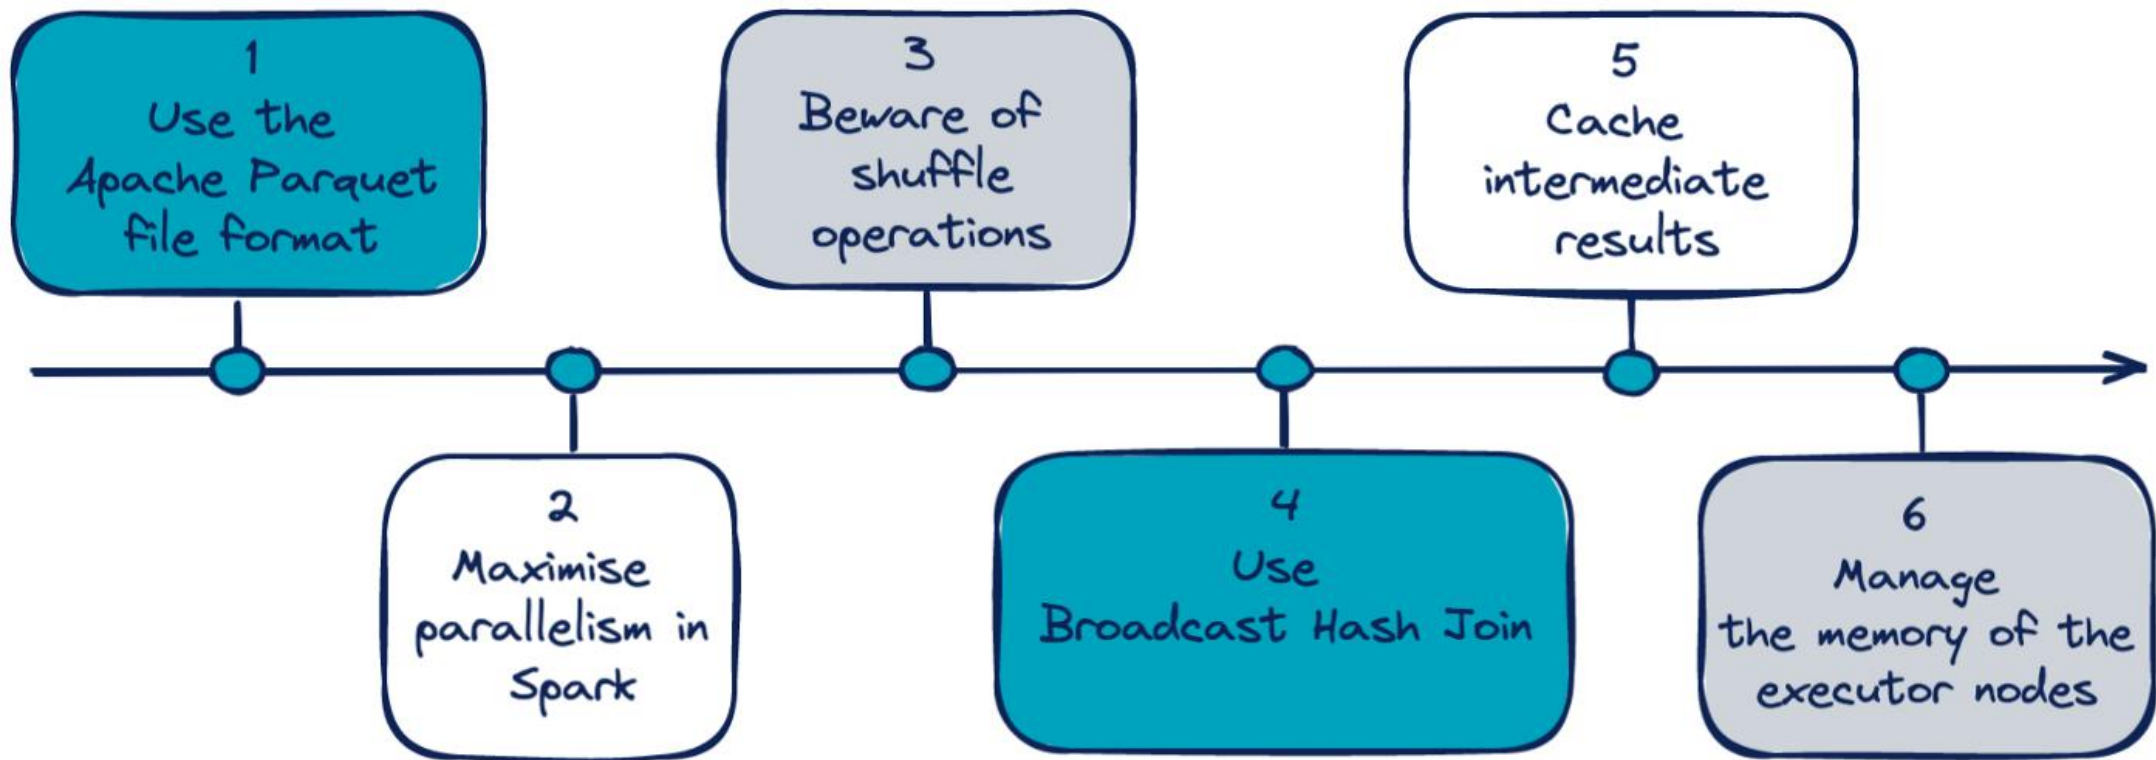 1
Use the
Apache Parquet
file format
2
Maximise
parallelism in
Spark
3
Beware of
shuffle
operations
4
Use
Broadcast Hash Join
5
Cache
intermediate
results
6
Manage
the memory of the
executor nodes